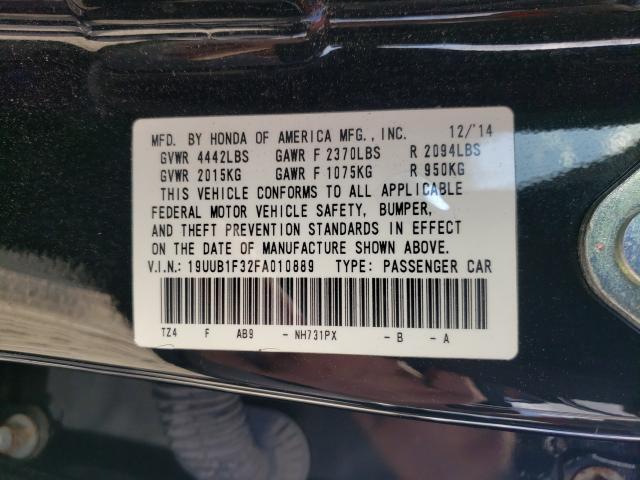 MFD. BY HONDA OF AMERICA MFG., INC. 12/'14
GVWR 4442LBS GAWR F 2370LBS R 2094LBS
GVWR 2015KG GAWR F 1075KG R 950KG
THIS VEHICLE CONFORMS TO ALL APPLICABLE
FEDERAL MOTOR VEHICLE SAFETY, BUMPER,
AND THEFT PREVENTION STANDARDS IN EFFECT
ON THE DATE OF MANUFACTURE SHOWN ABOVE.
V.I.N.: 19UUB1F32FA010889 TYPE: PASSENGER CAR
TZ4 F AB9 - NH731PX - B - A